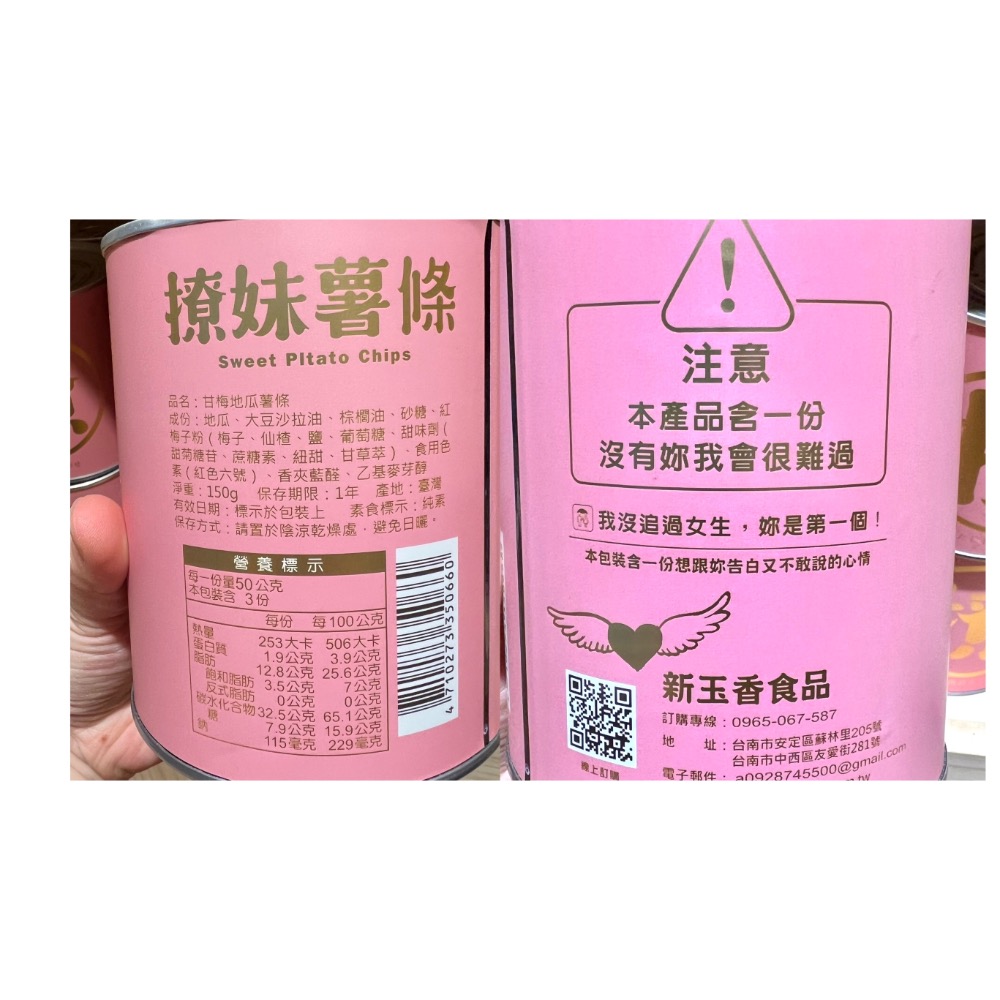 撩妹薯條
Sweet PItato Chips
品名：甘梅地瓜薯條
成份：地瓜、大豆沙拉油、棕櫚油、砂糖、紅
梅子粉（梅子、仙楂、鹽、葡萄糖、甜味劑（
甜菊糖苷、蔗糖素、紐甜、甘草萃）、食用色
素（紅色六號）、香夾藍醛、乙基麥芽醇
淨重：150g 保存期限：1年 產地：臺灣
有效日期：標示於包裝上 素食標示：純素
保存方式：請置於陰涼乾燥處，避免日曬。
營養標示
每一份量50公克
本包裝含 3份
每份 每100公克
熱量 253大卡 506大卡
蛋白質 1.9公克 3.9公克
脂肪 12.8公克 25.6公克
飽和脂肪 3.5公克 7公克
反式脂肪 0公克 0公克
碳水化合物 32.5公克 65.1公克
糖 7.9公克 15.9公克
鈉 115毫克 229毫克
4710273350660
!
注意
本產品含一份
沒有妳我會很難過
我沒追過女生，妳是第一個！
本包裝含一份想跟妳告白又不敢說的心情
新玉香食品
訂購專線：0965-067-587
地 址：台南市安定區蘇林里205號
台南市中西區友愛街281號
電子郵件：a0928745500@gmail.com
線上訂購